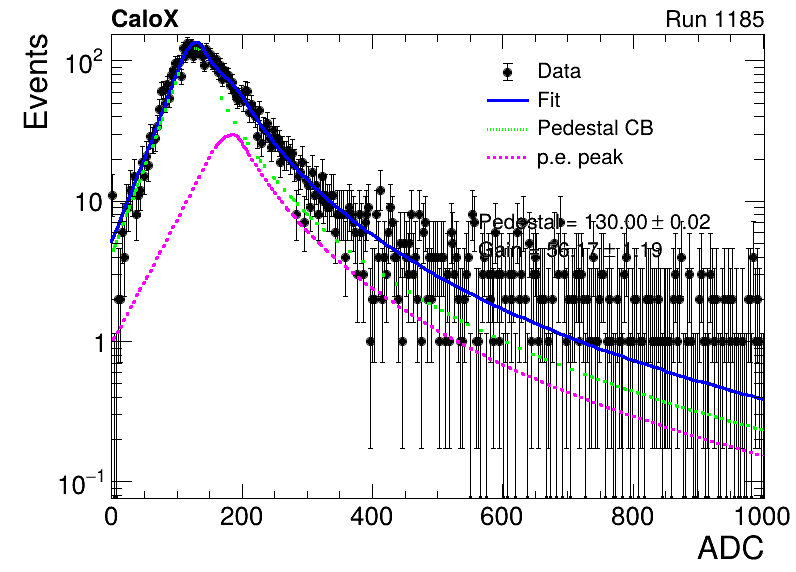 CaloX Run 1185
Events
Data
Fit
Pedestal CB
p.e. peak
Pedestal = 130.00 ± 0.02
Gain = 56.17 ± 1.19
10²
10
1
10⁻¹
0 200 400 600 800 1000
ADC